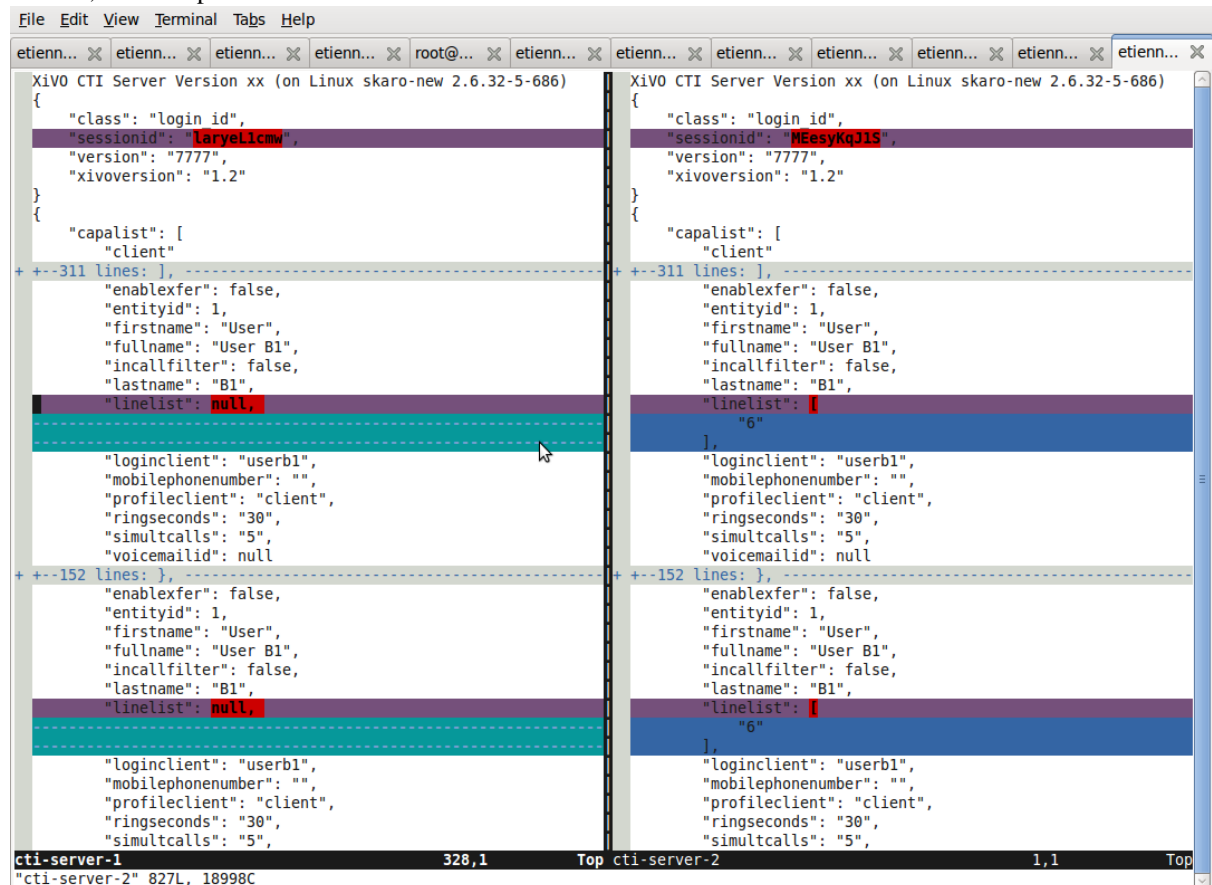 File Edit View Terminal Tabs Help
etienn... etienn... etienn... etienn... root@... etienn... etienn... etienn... etienn... etienn... etienn... etienn...
XiVO CTI Server Version xx (on Linux skaro-new 2.6.32-5-686)
{
"class": "login_id",
"sessionid": "laryeL1cmw",
"version": "7777",
"xivoversion": "1.2"
}
{
"capalist": [
"client"
+ +--311 lines: ], ----------------------------------------------------
"enablexfer": false,
"entityid": 1,
"firstname": "User",
"fullname": "User B1",
"incallfilter": false,
"lastname": "B1",
"linelist": null,
"loginclient": "userb1",
"mobilephonenumber": "",
"profileclient": "client",
"ringseconds": "30",
"simultcalls": "5",
"voicemailid": null
+ +--152 lines: }, ----------------------------------------------------
"enablexfer": false,
"entityid": 1,
"firstname": "User",
"fullname": "User B1",
"incallfilter": false,
"lastname": "B1",
"linelist": null,
"loginclient": "userb1",
"mobilephonenumber": "",
"profileclient": "client",
"ringseconds": "30",
"simultcalls": "5",
cti-server-1 328,1 Top
XiVO CTI Server Version xx (on Linux skaro-new 2.6.32-5-686)
{
"class": "login_id",
"sessionid": "MEesyKqJ1S",
"version": "7777",
"xivoversion": "1.2"
}
{
"capalist": [
"client"
+ +--311 lines: ], ----------------------------------------------------
"enablexfer": false,
"entityid": 1,
"firstname": "User",
"fullname": "User B1",
"incallfilter": false,
"lastname": "B1",
"linelist": [
"6"
],
"loginclient": "userb1",
"mobilephonenumber": "",
"profileclient": "client",
"ringseconds": "30",
"simultcalls": "5",
"voicemailid": null
+ +--152 lines: }, ----------------------------------------------------
"enablexfer": false,
"entityid": 1,
"firstname": "User",
"fullname": "User B1",
"incallfilter": false,
"lastname": "B1",
"linelist": [
"6"
],
"loginclient": "userb1",
"mobilephonenumber": "",
"profileclient": "client",
"ringseconds": "30",
"simultcalls": "5",
cti-server-2 1,1 Top
"cti-server-2" 827L, 18998C